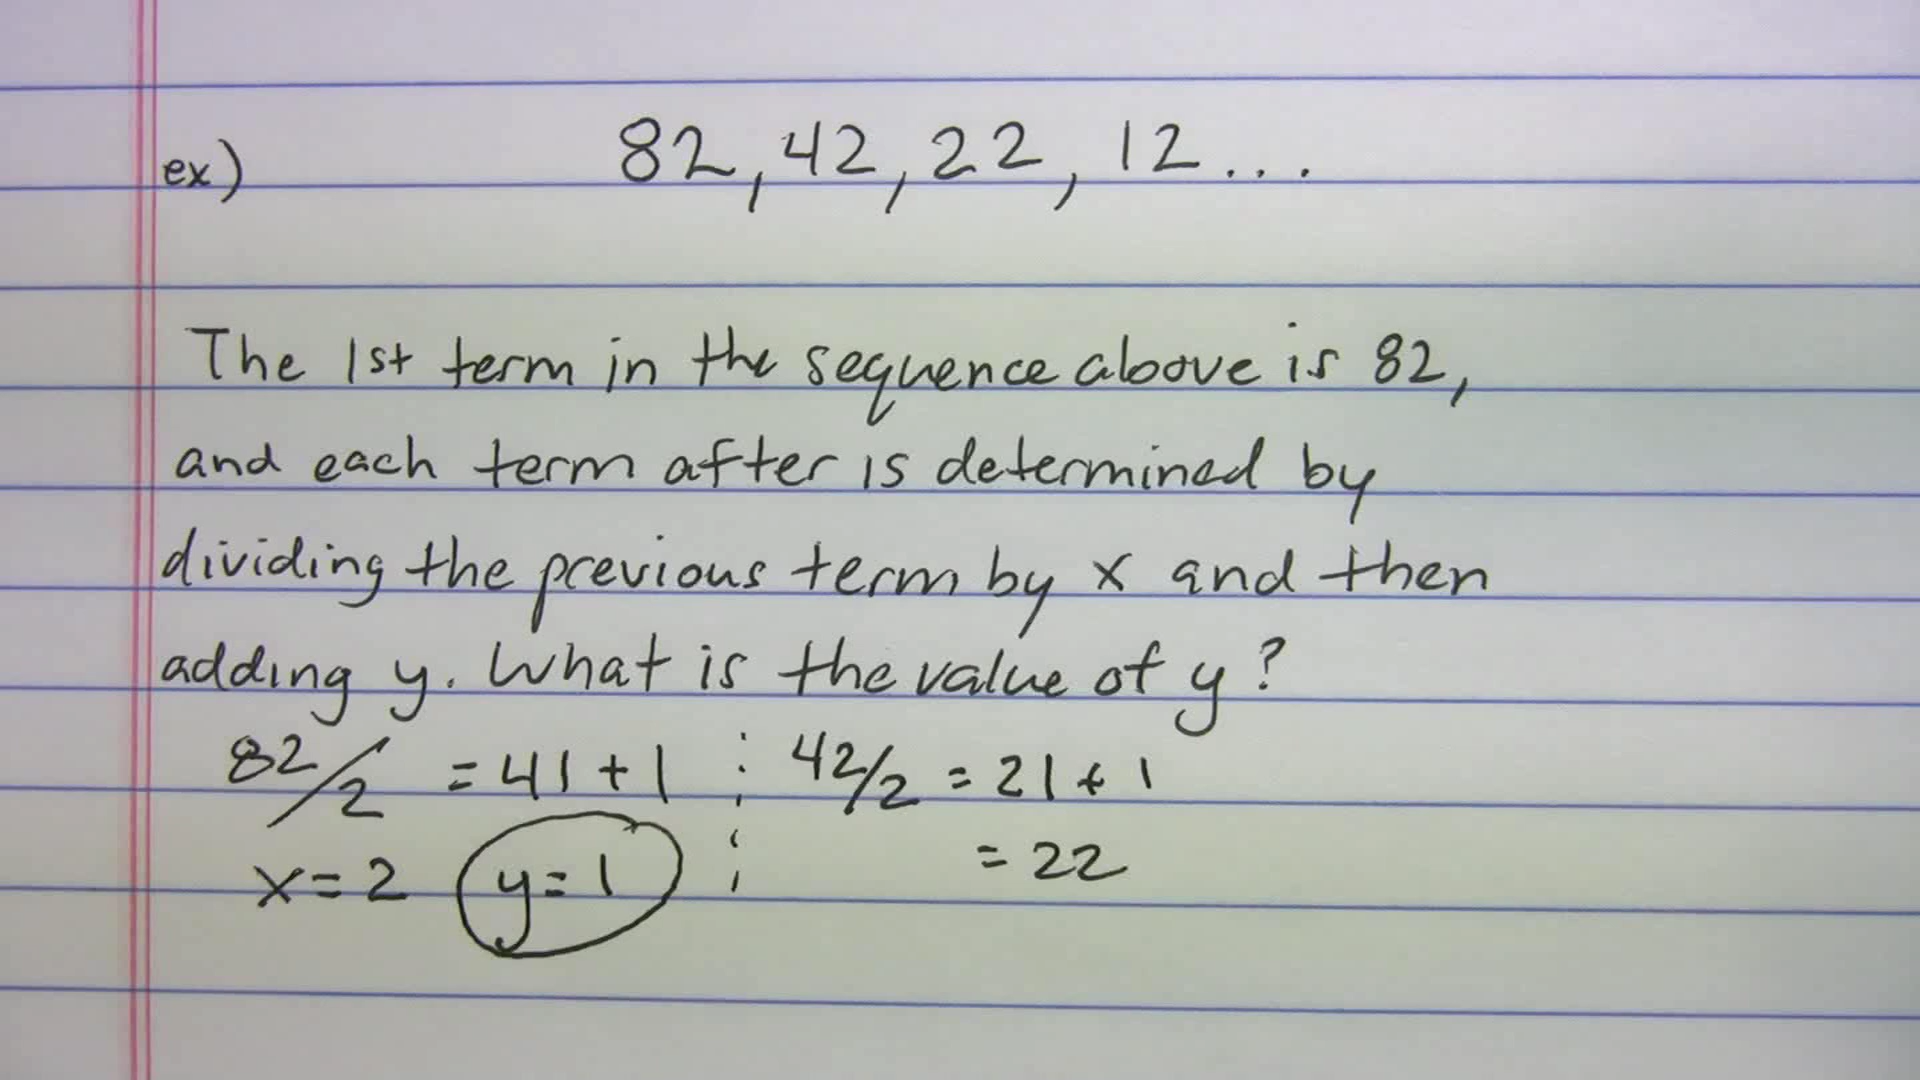 ex) 82, 42, 22, 12...
The 1st term in the sequence above is 82,
and each term after is determined by
dividing the previous term by x and then
adding y. What is the value of y?
82/2 = 41 + 1 ¦ 42/2 = 21 + 1
x = 2 y = 1 ¦ = 22